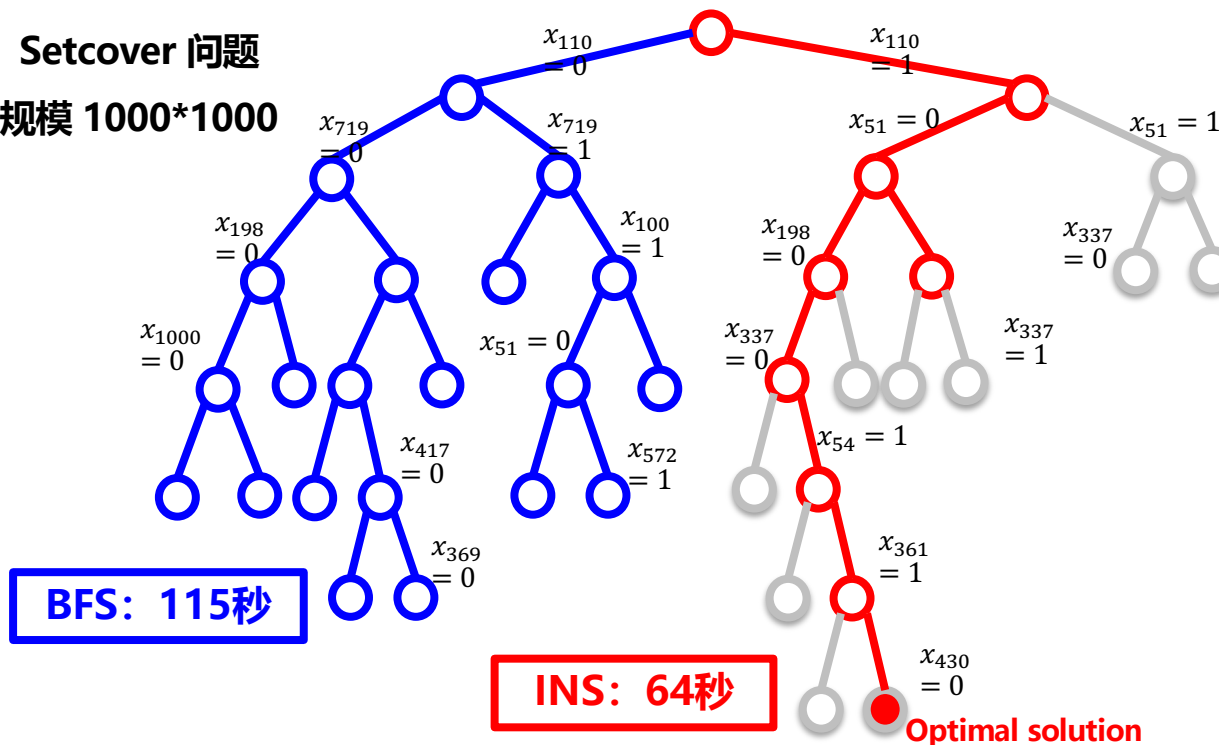 Setcover 问题
规模 1000*1000
x₁₁₀
= 0
x₁₁₀
= 1
x₇₁₉
= 0
x₇₁₉
= 1
x₅₁ = 0
x₅₁ = 1
x₁₉₈
= 0
x₁₀₀
= 1
x₁₉₈
= 0
x₃₃₇
= 0
x₁₀₀₀
= 0
x₅₁ = 0
x₃₃₇
= 0
x₃₃₇
= 1
x₄₁₇
= 0
x₅₇₂
= 1
x₅₄ = 1
x₃₆₉
= 0
x₃₆₁
= 1
BFS：115秒
INS：64秒
x₄₃₀
= 0
Optimal solution